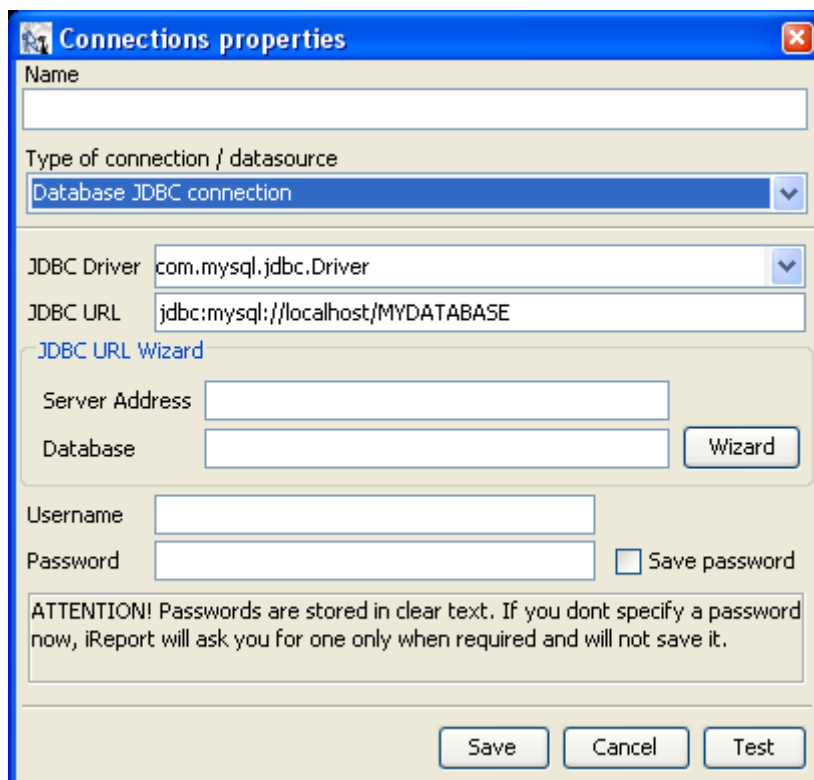 Connections properties
Name
Type of connection / datasource
Database JDBC connection
JDBC Driver com.mysql.jdbc.Driver
JDBC URL jdbc:mysql://localhost/MYDATABASE
JDBC URL Wizard
Server Address
Database Wizard
Username
Password Save password
ATTENTION! Passwords are stored in clear text. If you dont specify a password
now, iReport will ask you for one only when required and will not save it.
Save Cancel Test